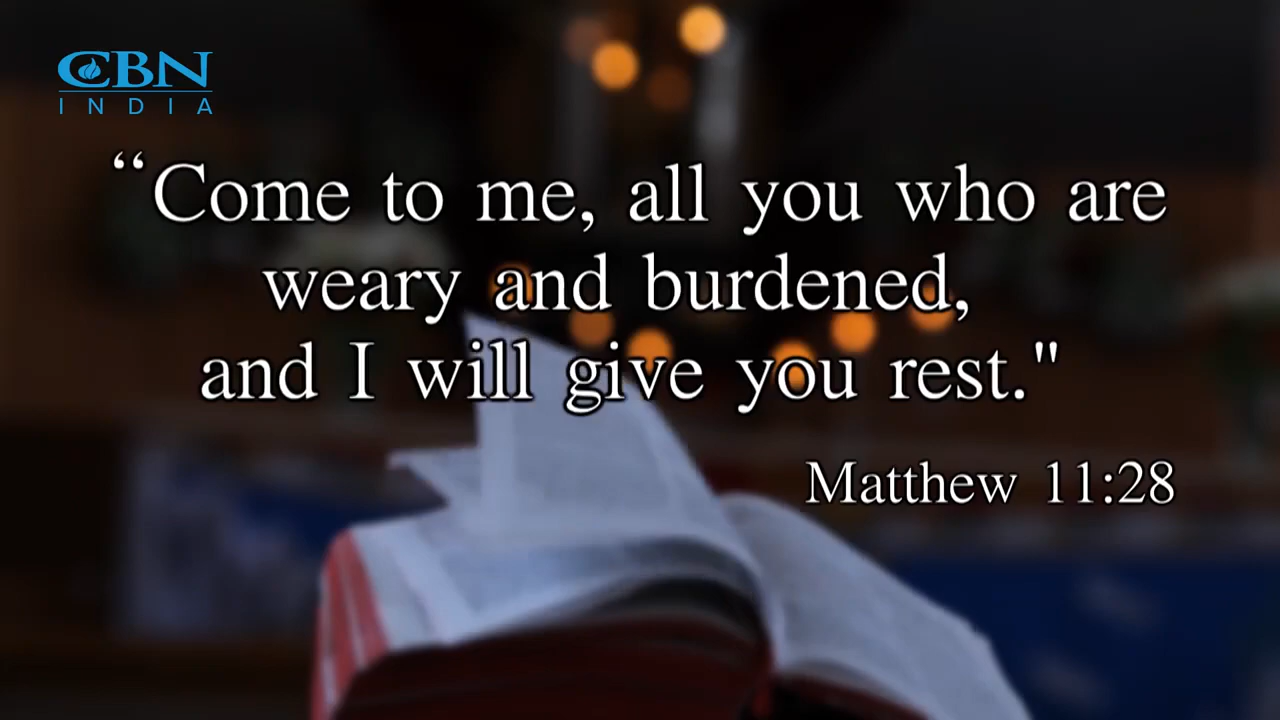 CBN
INDIA
“Come to me, all you who are
weary and burdened,
and I will give you rest."
Matthew 11:28